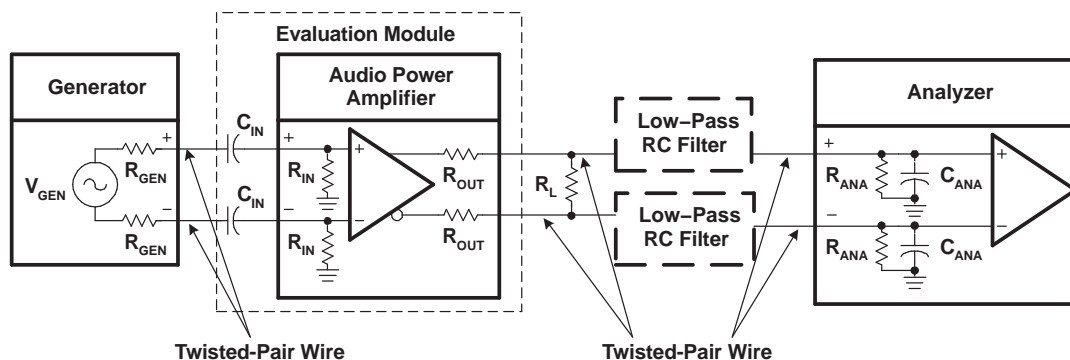 Evaluation Module
Generator
Audio Power
Amplifier
Analyzer
Low–Pass
RC Filter
Low–Pass
RC Filter
V_GEN
R_GEN
R_GEN
+
–
C_IN
C_IN
+
–
R_IN
R_IN
+
–
R_OUT
R_OUT
R_L
+
–
R_ANA
C_ANA
R_ANA
C_ANA
+
–
Twisted-Pair Wire
Twisted-Pair Wire